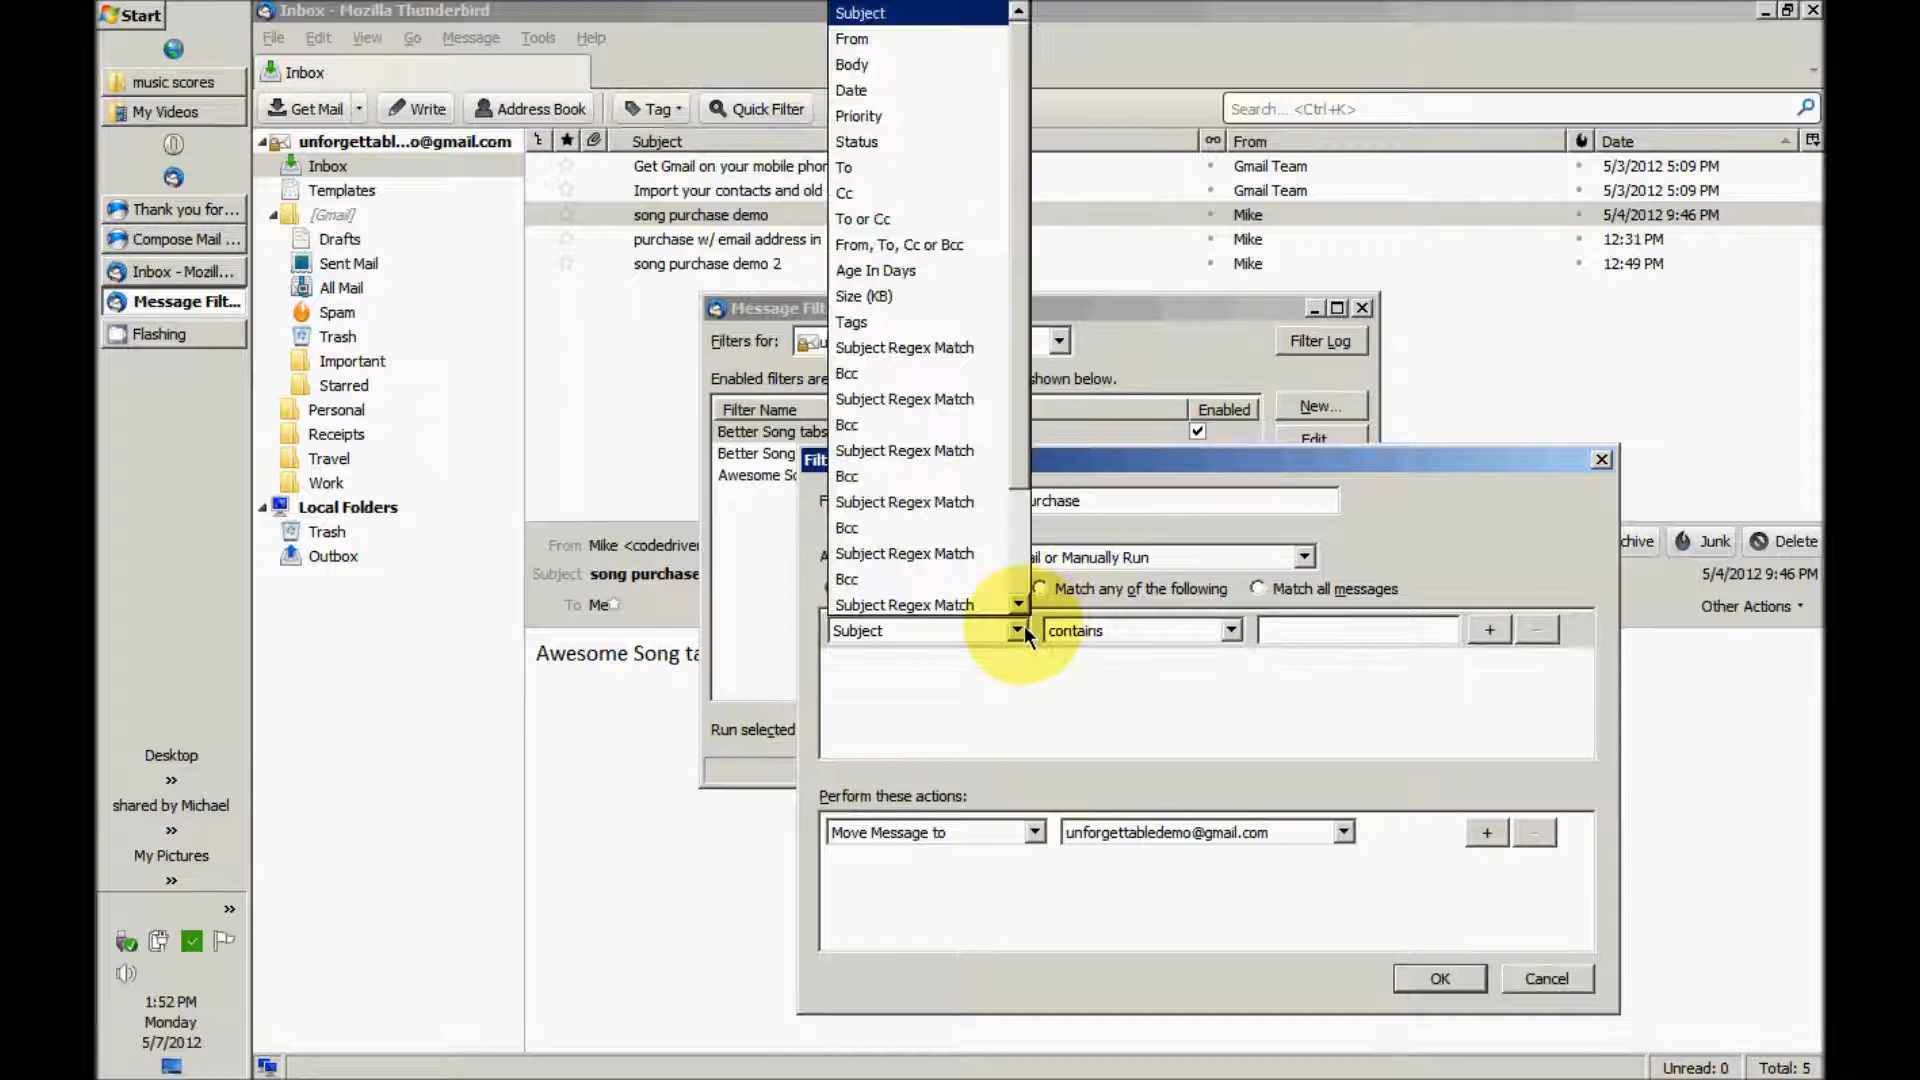 Start
music scores
My Videos
Thank you for...
Compose Mail ...
Inbox - Mozill...
Message Filt...
Flashing
Desktop
»
shared by Michael
»
My Pictures
»
»
1:52 PM
Monday
5/7/2012
Inbox - Mozilla Thunderbird
File Edit View Go Message Tools Help
Inbox
Get Mail Write Address Book Tag Quick Filter
Search... <Ctrl+K>
unforgettabl...o@gmail.com
Inbox
Templates
[Gmail]
Drafts
Sent Mail
All Mail
Spam
Trash
Important
Starred
Personal
Receipts
Travel
Work
Local Folders
Trash
Outbox
Subject From Date
Get Gmail on your mobile phon Gmail Team 5/3/2012 5:09 PM
Import your contacts and old Gmail Team 5/3/2012 5:09 PM
song purchase demo Mike 5/4/2012 9:46 PM
purchase w/ email address in Mike 12:31 PM
song purchase demo 2 Mike 12:49 PM
From Mike <codedriver
Subject song purchase
To Me
Awesome Song ta
chive Junk Delete
5/4/2012 9:46 PM
Other Actions
Message Filt
Filters for: u
Filter Log
Enabled filters are hown below.
Filter Name Enabled
New...
Better Song tabs
Edit
Better Song
Awesome So
Run selected
Subject
From
Body
Date
Priority
Status
To
Cc
To or Cc
From, To, Cc or Bcc
Age In Days
Size (KB)
Tags
Subject Regex Match
Bcc
Subject Regex Match
Bcc
Subject Regex Match
Bcc
Subject Regex Match
Bcc
Subject Regex Match
Bcc
Subject Regex Match
Filt
F urchase
A ail or Manually Run
Match any of the following Match all messages
Subject contains + -
Perform these actions:
Move Message to unforgettabledemo@gmail.com + -
OK Cancel
Unread: 0 Total: 5